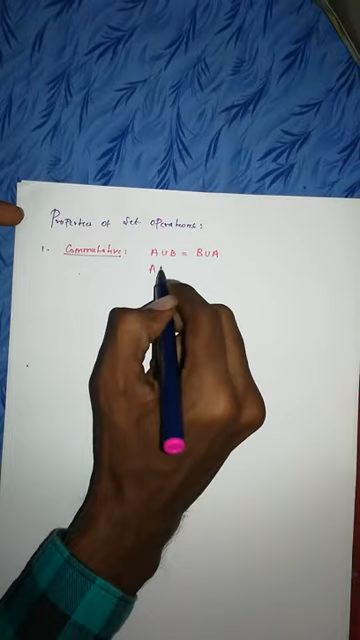 Properties of Set Operations:
1. Commutative: A∪B = B∪A
A